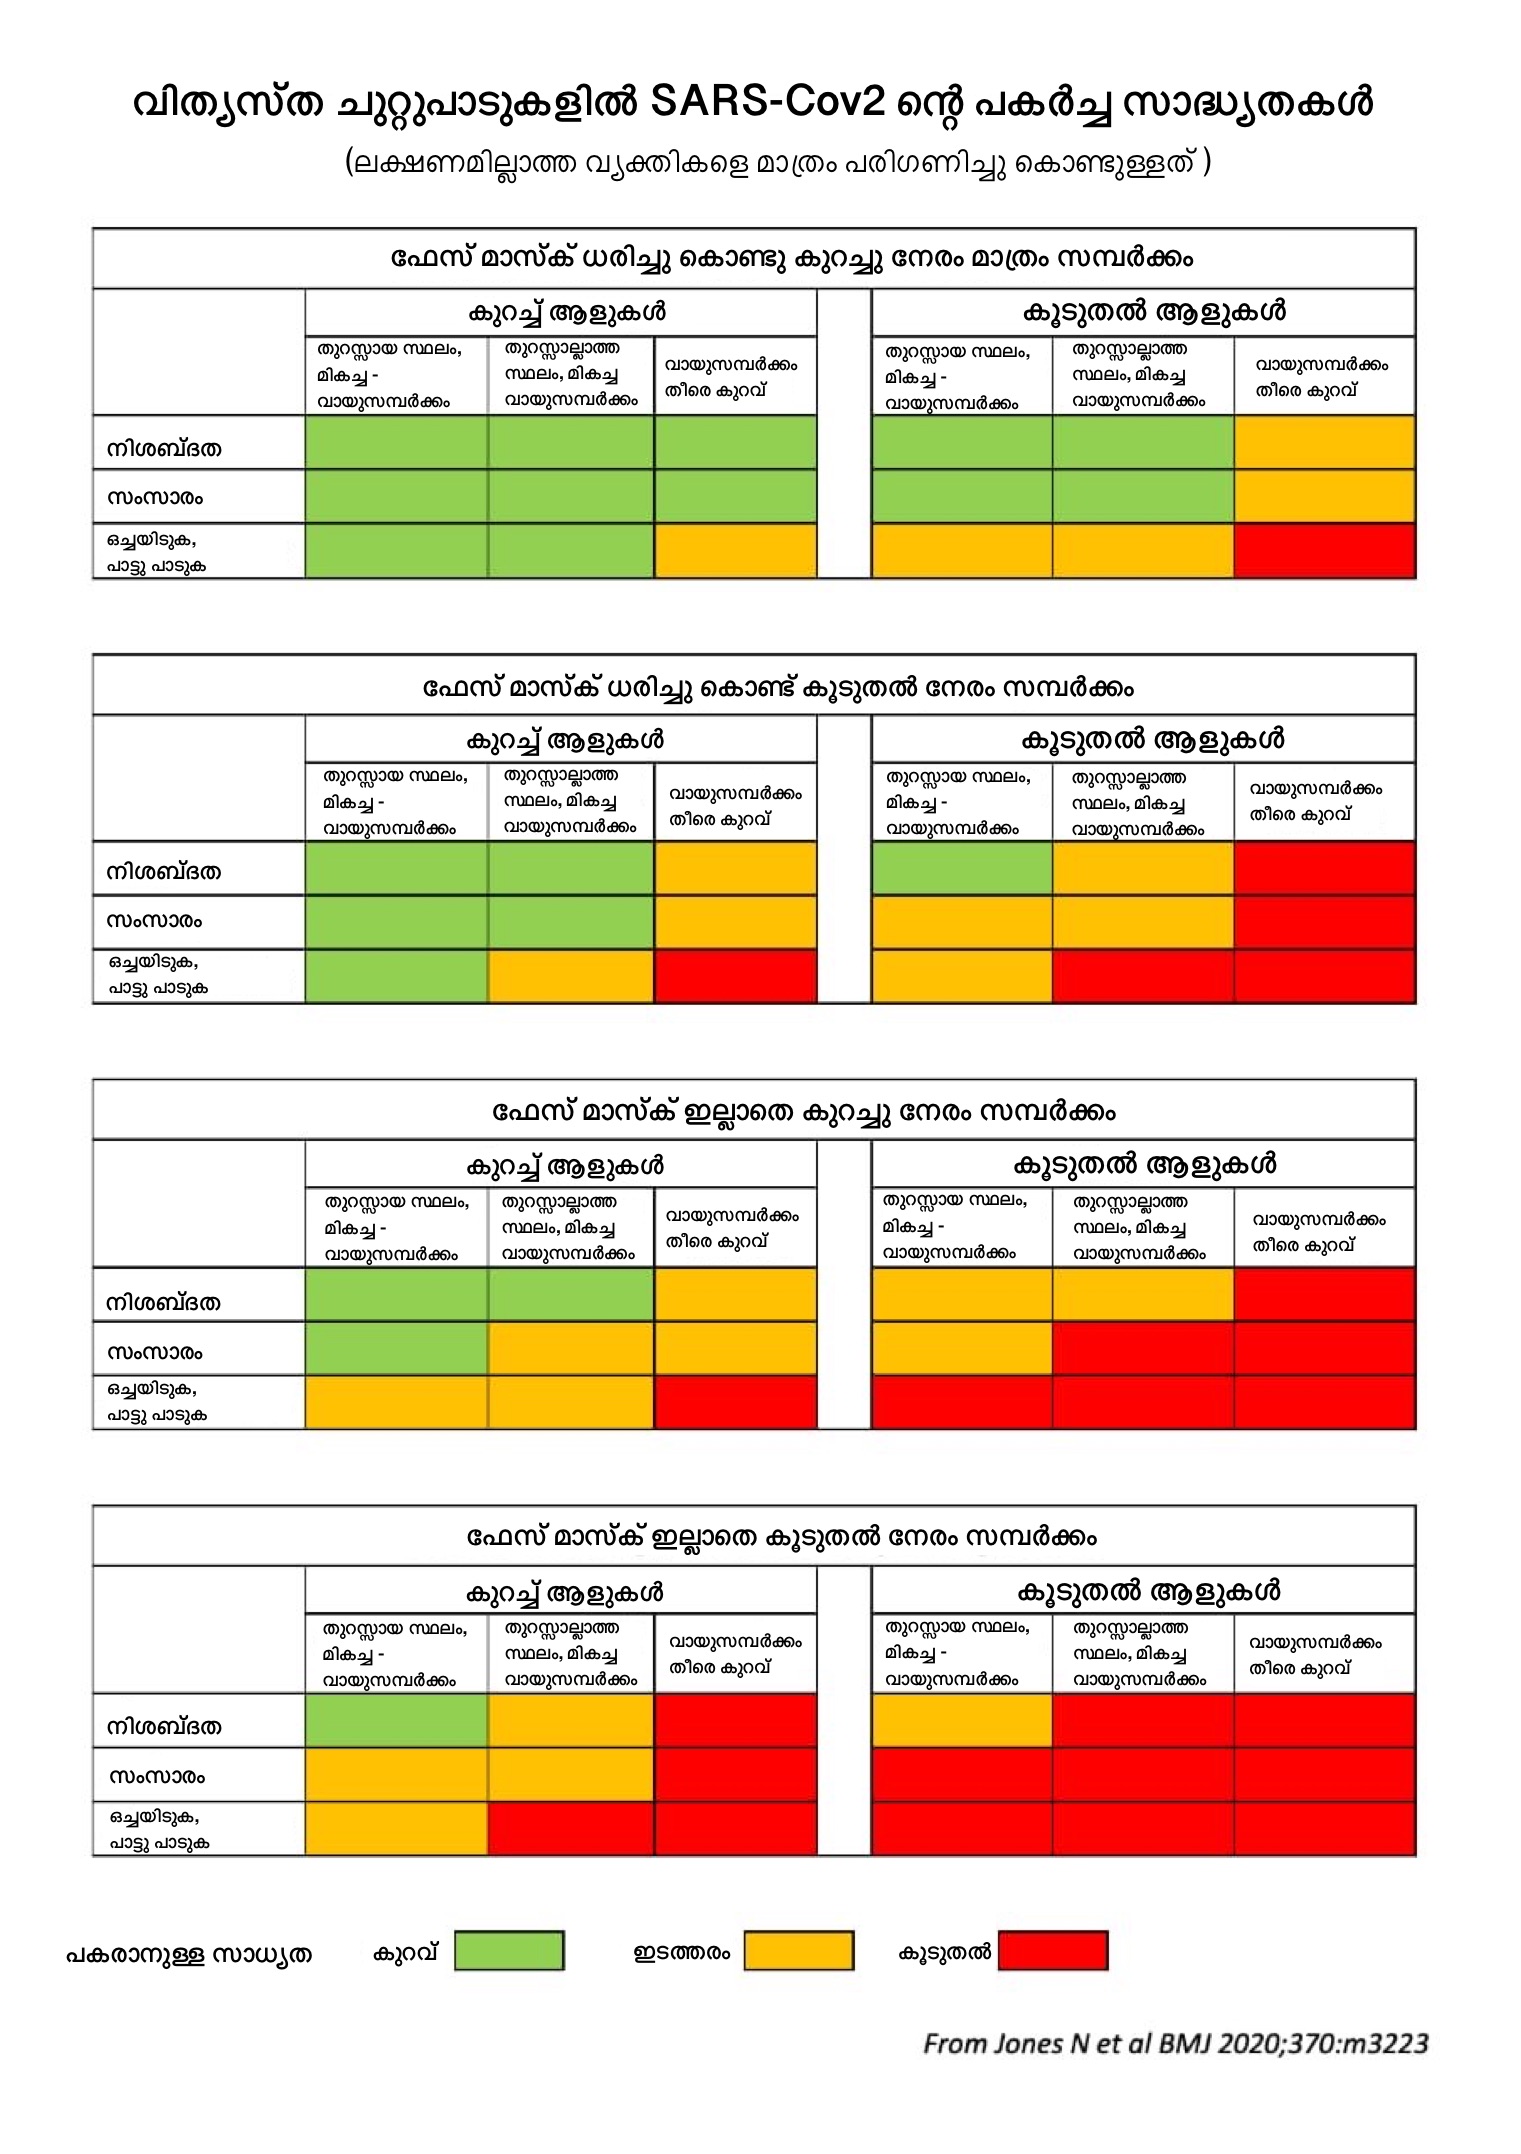 വിത്യസ്ത ചുറ്റുപാടുകളിൽ SARS-Cov2 ന്റെ പകർച്ച സാദ്ധ്യതകൾ
(ലക്ഷണമില്ലാത്ത വ്യക്തികളെ മാത്രം പരിഗണിച്ചു കൊണ്ടുള്ളത് )
ഫേസ് മാസ്ക് ധരിച്ചു കൊണ്ടു കുറച്ചു നേരം മാത്രം സമ്പർക്കം
കുറച്ച് ആളുകൾ
കൂടുതൽ ആളുകൾ
തുറസ്സായ സ്ഥലം,
മികച്ച -
വായുസമ്പർക്കം
തുറസ്സാല്ലാത്ത
സ്ഥലം, മികച്ച
വായുസമ്പർക്കം
വായുസമ്പർക്കം
തീരെ കുറവ്
തുറസ്സായ സ്ഥലം,
മികച്ച -
വായുസമ്പർക്കം
തുറസ്സാല്ലാത്ത
സ്ഥലം, മികച്ച
വായുസമ്പർക്കം
വായുസമ്പർക്കം
തീരെ കുറവ്
നിശബ്ദത
സംസാരം
ഒച്ചയിടുക,
പാട്ടു പാടുക
ഫേസ് മാസ്ക് ധരിച്ചു കൊണ്ട് കൂടുതൽ നേരം സമ്പർക്കം
കുറച്ച് ആളുകൾ
കൂടുതൽ ആളുകൾ
തുറസ്സായ സ്ഥലം,
മികച്ച -
വായുസമ്പർക്കം
തുറസ്സാല്ലാത്ത
സ്ഥലം, മികച്ച
വായുസമ്പർക്കം
വായുസമ്പർക്കം
തീരെ കുറവ്
തുറസ്സായ സ്ഥലം,
മികച്ച -
വായുസമ്പർക്കം
തുറസ്സാല്ലാത്ത
സ്ഥലം, മികച്ച
വായുസമ്പർക്കം
വായുസമ്പർക്കം
തീരെ കുറവ്
നിശബ്ദത
സംസാരം
ഒച്ചയിടുക,
പാട്ടു പാടുക
ഫേസ് മാസ്ക് ഇല്ലാതെ കുറച്ചു നേരം സമ്പർക്കം
കുറച്ച് ആളുകൾ
കൂടുതൽ ആളുകൾ
തുറസ്സായ സ്ഥലം,
മികച്ച -
വായുസമ്പർക്കം
തുറസ്സാല്ലാത്ത
സ്ഥലം, മികച്ച
വായുസമ്പർക്കം
വായുസമ്പർക്കം
തീരെ കുറവ്
തുറസ്സായ സ്ഥലം,
മികച്ച -
വായുസമ്പർക്കം
തുറസ്സാല്ലാത്ത
സ്ഥലം, മികച്ച
വായുസമ്പർക്കം
വായുസമ്പർക്കം
തീരെ കുറവ്
നിശബ്ദത
സംസാരം
ഒച്ചയിടുക,
പാട്ടു പാടുക
ഫേസ് മാസ്ക് ഇല്ലാതെ കൂടുതൽ നേരം സമ്പർക്കം
കുറച്ച് ആളുകൾ
കൂടുതൽ ആളുകൾ
തുറസ്സായ സ്ഥലം,
മികച്ച -
വായുസമ്പർക്കം
തുറസ്സാല്ലാത്ത
സ്ഥലം, മികച്ച
വായുസമ്പർക്കം
വായുസമ്പർക്കം
തീരെ കുറവ്
തുറസ്സായ സ്ഥലം,
മികച്ച -
വായുസമ്പർക്കം
തുറസ്സാല്ലാത്ത
സ്ഥലം, മികച്ച
വായുസമ്പർക്കം
വായുസമ്പർക്കം
തീരെ കുറവ്
നിശബ്ദത
സംസാരം
ഒച്ചയിടുക,
പാട്ടു പാടുക
പകരാനുള്ള സാധ്യത കുറവ് ഇടത്തരം കൂടുതൽ
From Jones N et al BMJ 2020;370:m3223